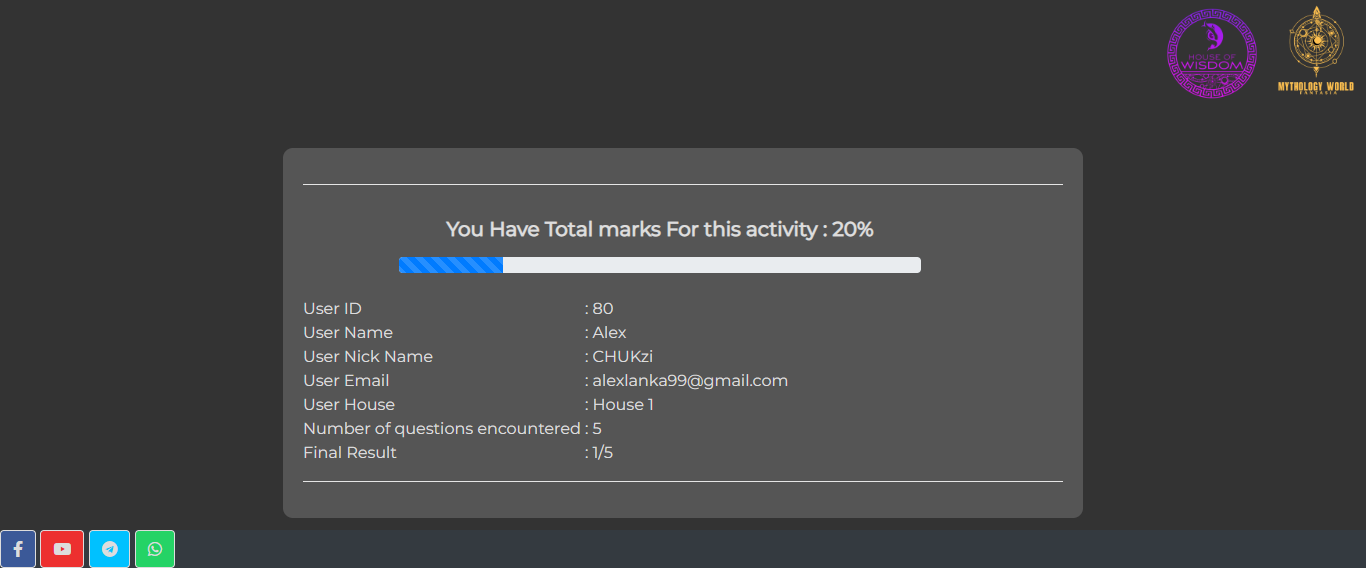 HOUSE OF
WISDOM
MYTHOLOGY WORLD
FANTASIA
You Have Total marks For this activity : 20%
User ID : 80
User Name : Alex
User Nick Name : CHUKzi
User Email : alexlanka99@gmail.com
User House : House 1
Number of questions encountered : 5
Final Result : 1/5